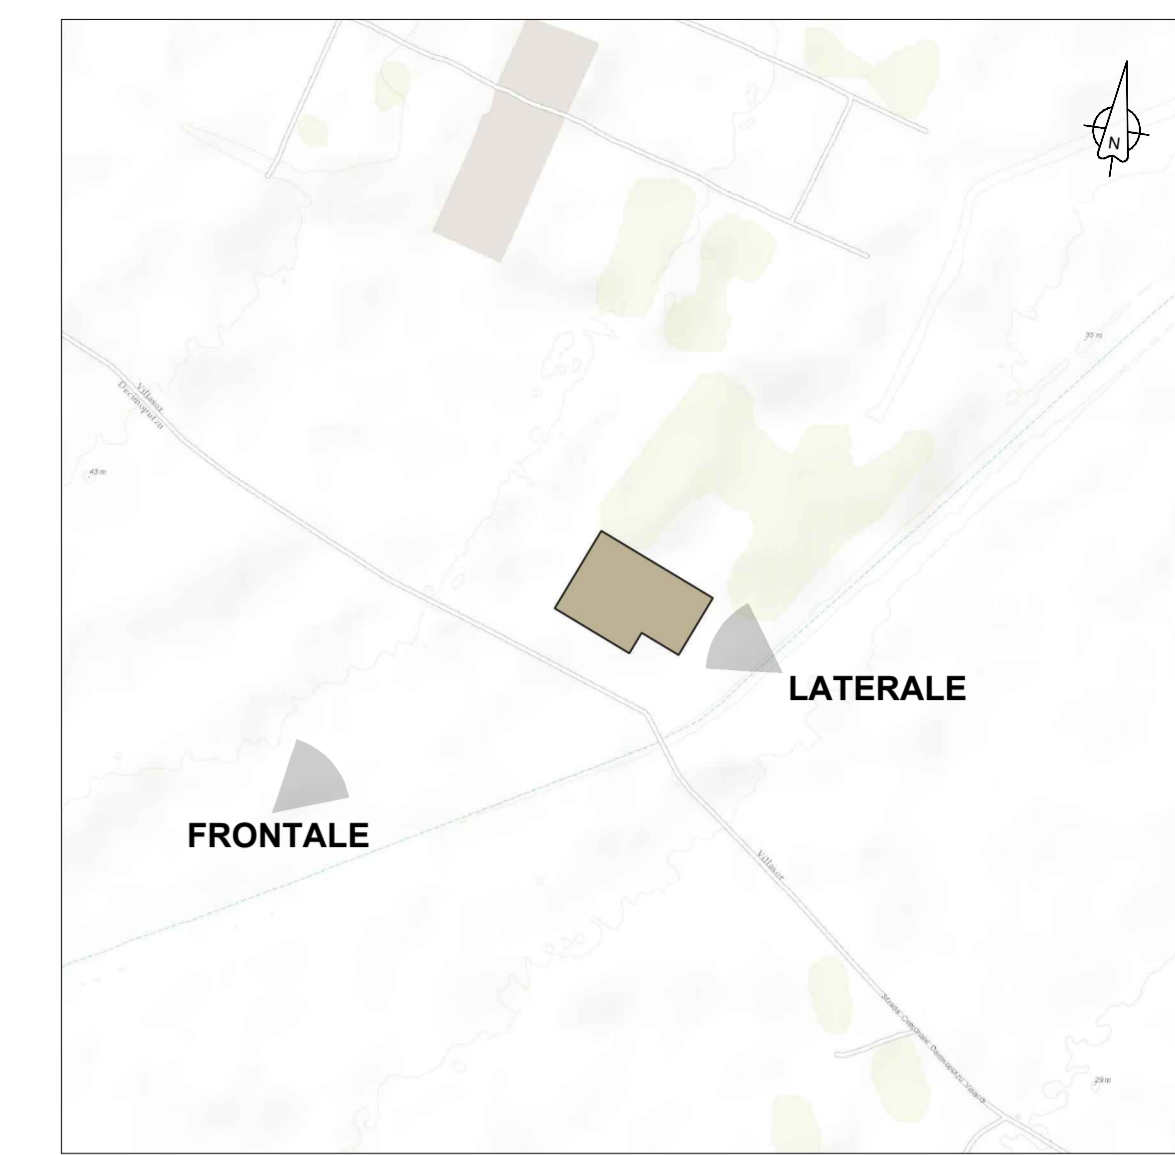 N
30 m
Villasor
Decimoputzu
43 m
LATERALE
FRONTALE
Villasor
29 m